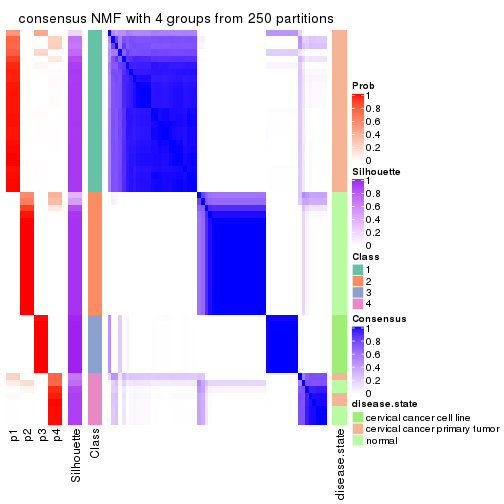 consensus NMF with 4 groups from 250 partitions
Prob
1
0.8
0.6
0.4
0.2
0
Silhouette
1
0.8
0.6
0.4
0.2
0
Class
1
2
3
4
Consensus
1
0.8
0.6
0.4
0.2
0
disease.state
cervical cancer cell line
cervical cancer primary tumor
normal
p1
p2
p3
p4
Silhouette
Class
disease.state